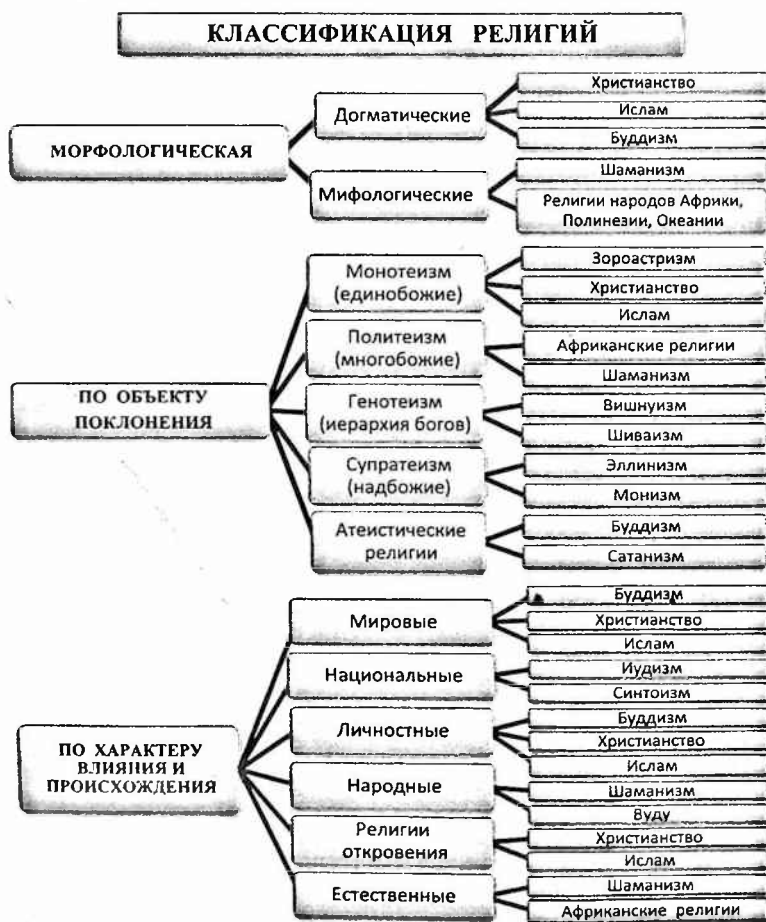 КЛАССИФИКАЦИЯ РЕЛИГИЙ
МОРФОЛОГИЧЕСКАЯ
Догматические
Христианство
Ислам
Буддизм
Мифологические
Шаманизм
Религии народов Африки,
Полинезии, Океании
ПО ОБЪЕКТУ
ПОКЛОНЕНИЯ
Монотеизм
(единобожие)
Зороастризм
Христианство
Ислам
Политеизм
(многобожие)
Африканские религии
Шаманизм
Генотеизм
(иерархия богов)
Вишнуизм
Шиваизм
Супратеизм
(надбожие)
Эллинизм
Монизм
Атеистические
религии
Буддизм
Сатанизм
ПО ХАРАКТЕРУ
ВЛИЯНИЯ И
ПРОИСХОЖДЕНИЯ
Мировые
Буддизм
Христианство
Ислам
Национальные
Иудизм
Синтоизм
Личностные
Буддизм
Христианство
Ислам
Народные
Шаманизм
Вуду
Религии
откровения
Христианство
Ислам
Естественные
Шаманизм
Африканские религии